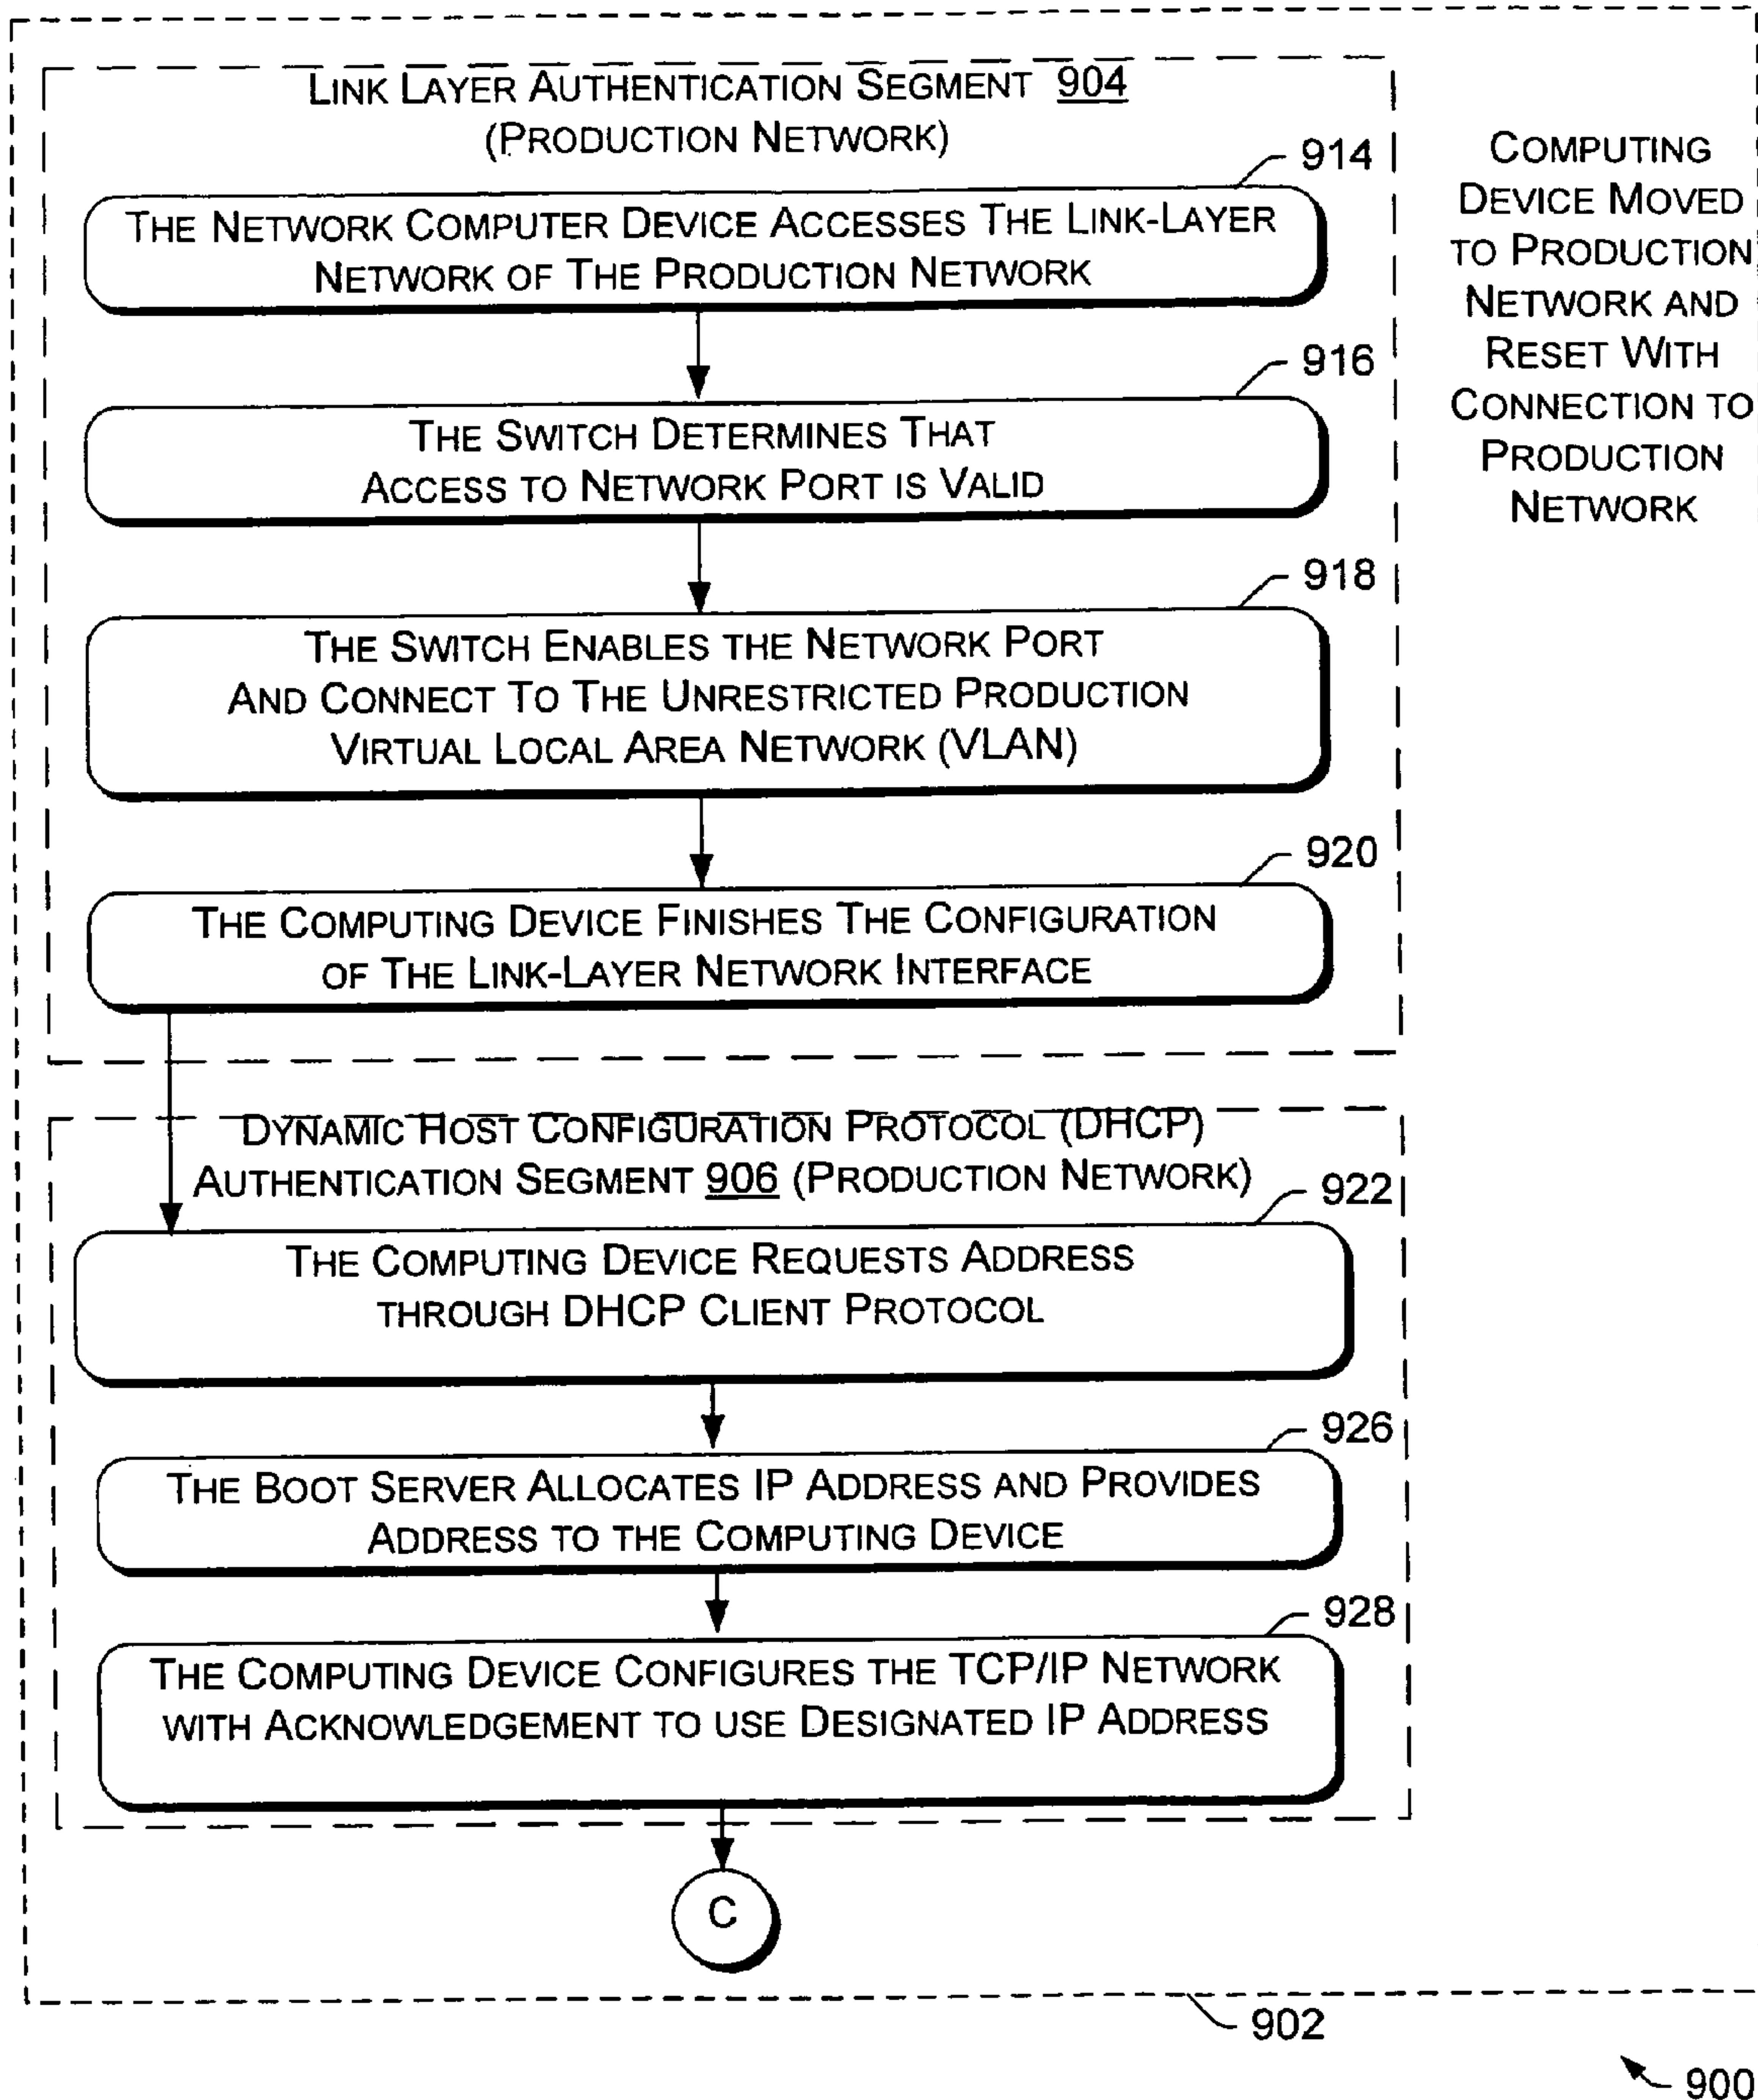 LINK LAYER AUTHENTICATION SEGMENT 904
(PRODUCTION NETWORK)
914
THE NETWORK COMPUTER DEVICE ACCESSES THE LINK-LAYER
NETWORK OF THE PRODUCTION NETWORK
916
THE SWITCH DETERMINES THAT
ACCESS TO NETWORK PORT IS VALID
918
THE SWITCH ENABLES THE NETWORK PORT
AND CONNECT TO THE UNRESTRICTED PRODUCTION
VIRTUAL LOCAL AREA NETWORK (VLAN)
920
THE COMPUTING DEVICE FINISHES THE CONFIGURATION
OF THE LINK-LAYER NETWORK INTERFACE
COMPUTING
DEVICE MOVED
TO PRODUCTION
NETWORK AND
RESET WITH
CONNECTION TO
PRODUCTION
NETWORK
DYNAMIC HOST CONFIGURATION PROTOCOL (DHCP)
AUTHENTICATION SEGMENT 906 (PRODUCTION NETWORK)
922
THE COMPUTING DEVICE REQUESTS ADDRESS
THROUGH DHCP CLIENT PROTOCOL
926
THE BOOT SERVER ALLOCATES IP ADDRESS AND PROVIDES
ADDRESS TO THE COMPUTING DEVICE
928
THE COMPUTING DEVICE CONFIGURES THE TCP/IP NETWORK
WITH ACKNOWLEDGEMENT TO USE DESIGNATED IP ADDRESS
C
902
900